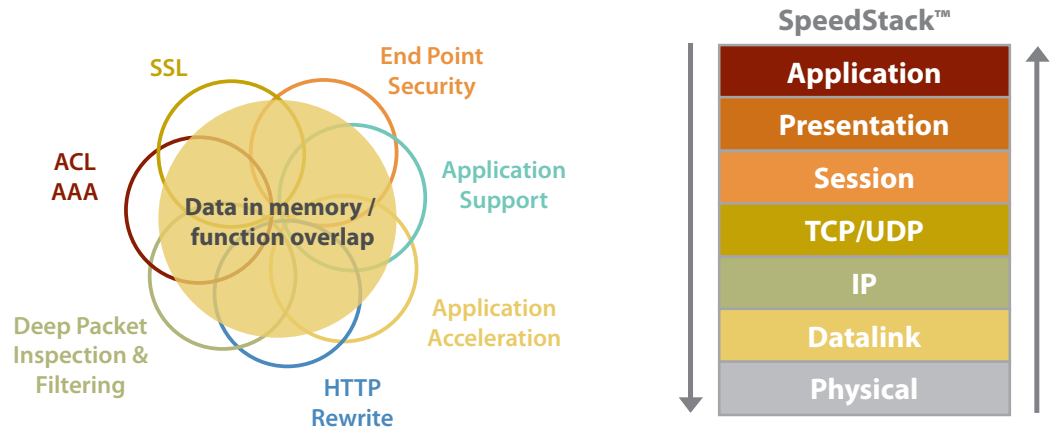 SSL
End Point
Security
ACL
AAA
Application
Support
Data in memory /
function overlap
Deep Packet
Inspection &
Filtering
HTTP
Rewrite
Application
Acceleration
SpeedStack™
Application
Presentation
Session
TCP/UDP
IP
Datalink
Physical